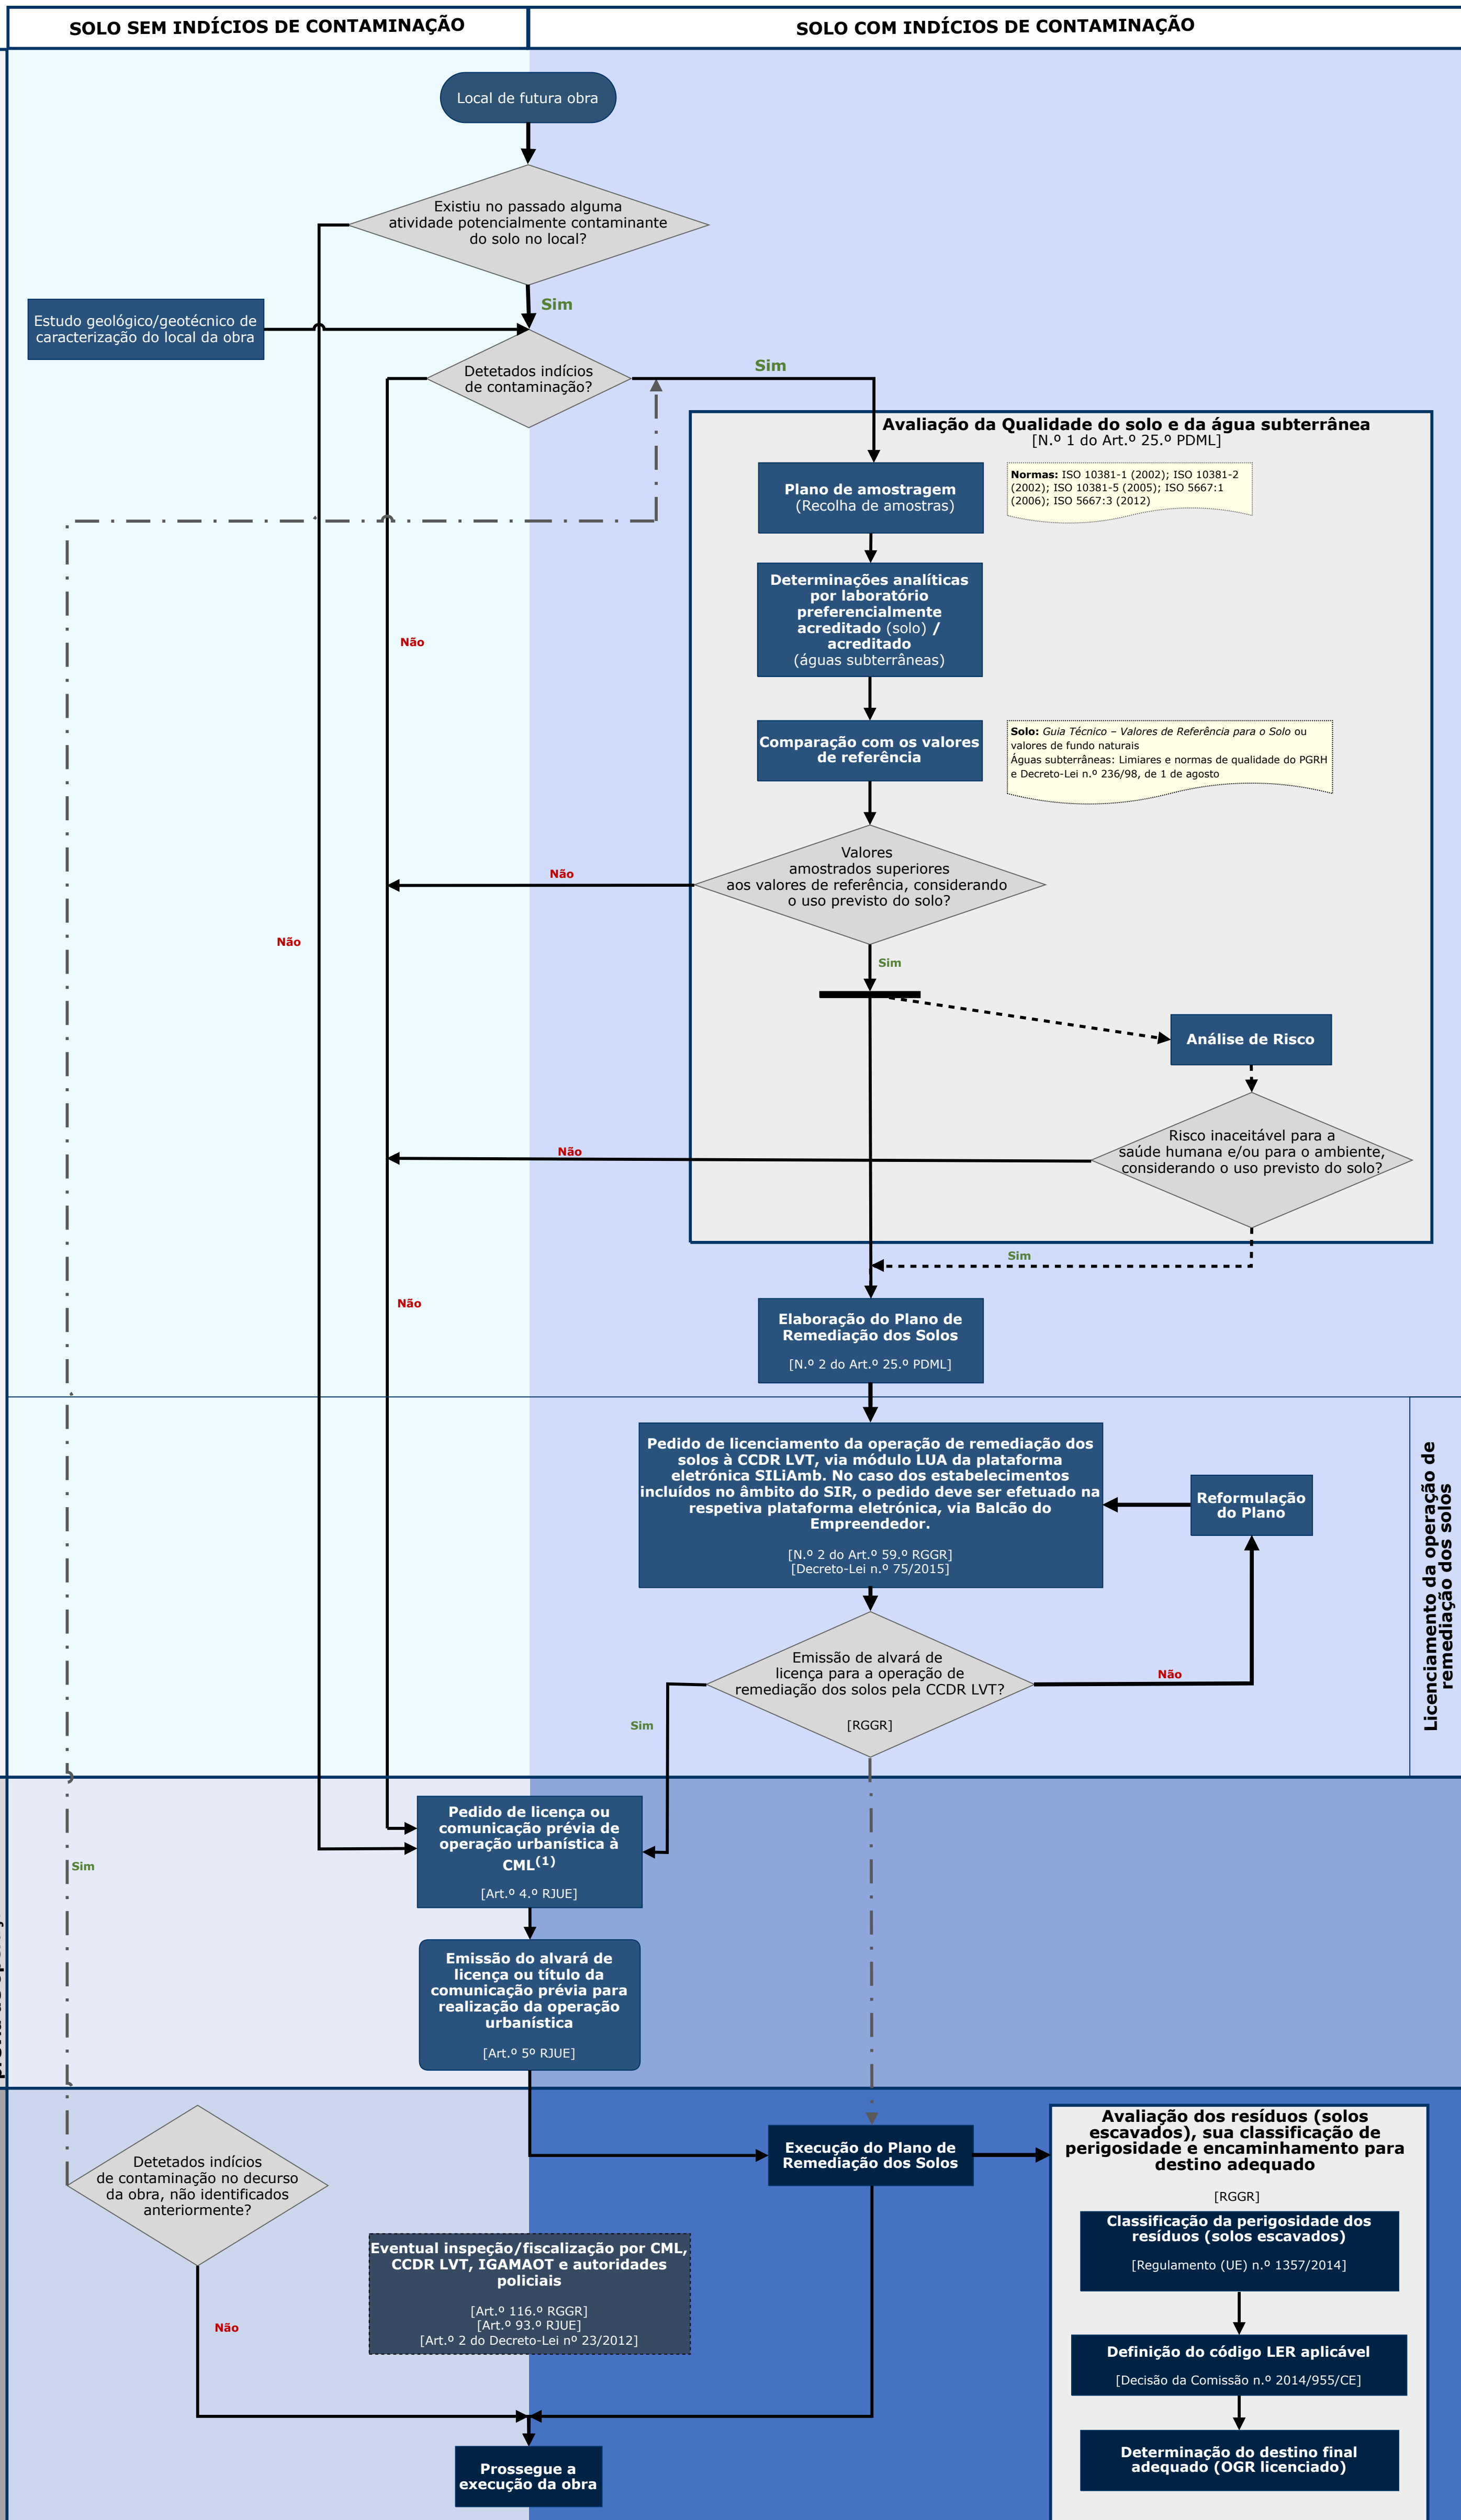 SOLO SEM INDÍCIOS DE CONTAMINAÇÃO
SOLO COM INDÍCIOS DE CONTAMINAÇÃO
Local de futura obra
Existiu no passado alguma
atividade potencialmente contaminante
do solo no local?
Sim
Estudo geológico/geotécnico de
caracterização do local da obra
Detetados indícios
de contaminação?
Sim
Avaliação da Qualidade do solo e da água subterrânea
[N.º 1 do Art.º 25.º PDML]
Plano de amostragem
(Recolha de amostras)
Normas: ISO 10381-1 (2002); ISO 10381-2
(2002); ISO 10381-5 (2005); ISO 5667:1
(2006); ISO 5667:3 (2012)
Determinações analíticas
por laboratório
preferencialmente
acreditado (solo) /
acreditado
(águas subterrâneas)
Não
Comparação com os valores
de referência
Solo: Guia Técnico – Valores de Referência para o Solo ou
valores de fundo naturais
Águas subterrâneas: Limiares e normas de qualidade do PGRH
e Decreto-Lei n.º 236/98, de 1 de agosto
Valores
amostrados superiores
aos valores de referência, considerando
o uso previsto do solo?
Não
Não
Sim
Análise de Risco
Risco inaceitável para a
saúde humana e/ou para o ambiente,
considerando o uso previsto do solo?
Não
Sim
Não
Elaboração do Plano de
Remediação dos Solos
[N.º 2 do Art.º 25.º PDML]
Pedido de licenciamento da operação de remediação dos
solos à CCDR LVT, via módulo LUA da plataforma
eletrónica SILiAmb. No caso dos estabelecimentos
incluídos no âmbito do SIR, o pedido deve ser efetuado na
respetiva plataforma eletrónica, via Balcão do
Empreendedor.
[N.º 2 do Art.º 59.º RGGR]
[Decreto-Lei n.º 75/2015]
Reformulação
do Plano
Licenciamento da operação de
remediação dos solos
Emissão de alvará de
licença para a operação de
remediação dos solos pela CCDR LVT?
[RGGR]
Não
Sim
Pedido de licença ou
comunicação prévia de
operação urbanística à
CML(1)
[Art.º 4.º RJUE]
Sim
Emissão do alvará de
licença ou título da
comunicação prévia para
realização da operação
urbanística
[Art.º 5º RJUE]
Detetados indícios
de contaminação no decurso
da obra, não identificados
anteriormente?
Execução do Plano de
Remediação dos Solos
Avaliação dos resíduos (solos
escavados), sua classificação de
perigosidade e encaminhamento para
destino adequado
[RGGR]
Classificação da perigosidade dos
resíduos (solos escavados)
[Regulamento (UE) n.º 1357/2014]
Eventual inspeção/fiscalização por CML,
CCDR LVT, IGAMAOT e autoridades
policiais
[Art.º 116.º RGGR]
[Art.º 93.º RJUE]
[Art.º 2 do Decreto-Lei nº 23/2012]
Não
Definição do código LER aplicável
[Decisão da Comissão n.º 2014/955/CE]
Determinação do destino final
adequado (OGR licenciado)
Prossegue a
execução da obra